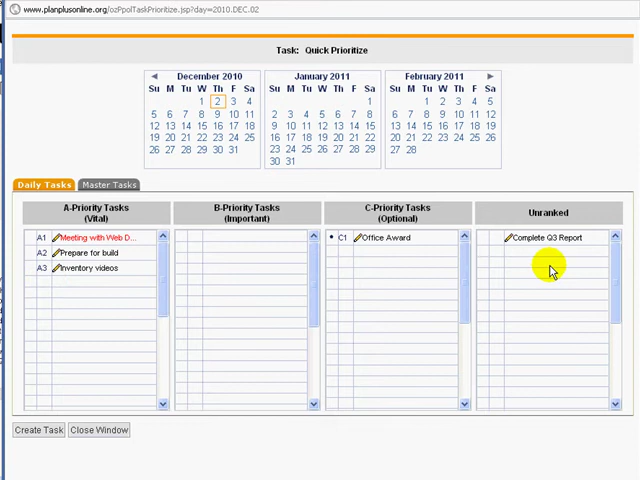 www.planplusonline.org/ozPpolTaskPrioritize.jsp?day=2010.DEC.02
Task: Quick Prioritize
December 2010
Su M Tu W Th F S
1 2 3 4
5 6 7 8 9 10 11
12 13 14 15 16 17 18
19 20 21 22 23 24 25
26 27 28 29 30 31
January 2011
Su M Tu W Th F S
1
2 3 4 5 6 7 8
9 10 11 12 13 14 15
16 17 18 19 20 21 22
23 24 25 26 27 28 29
30 31
February 2011
Su M Tu W Th F S
1 2 3 4 5
6 7 8 9 10 11 12
13 14 15 16 17 18 19
20 21 22 23 24 25 26
27 28
Daily Tasks Master Tasks
A-Priority Tasks
(Vital)
A1 Meeting with Web D...
A2 Prepare for build
A3 Inventory videos
B-Priority Tasks
(Important)
C-Priority Tasks
(Optional)
• C1 Office Award
Unranked
Complete Q3 Report
Create Task Close Window